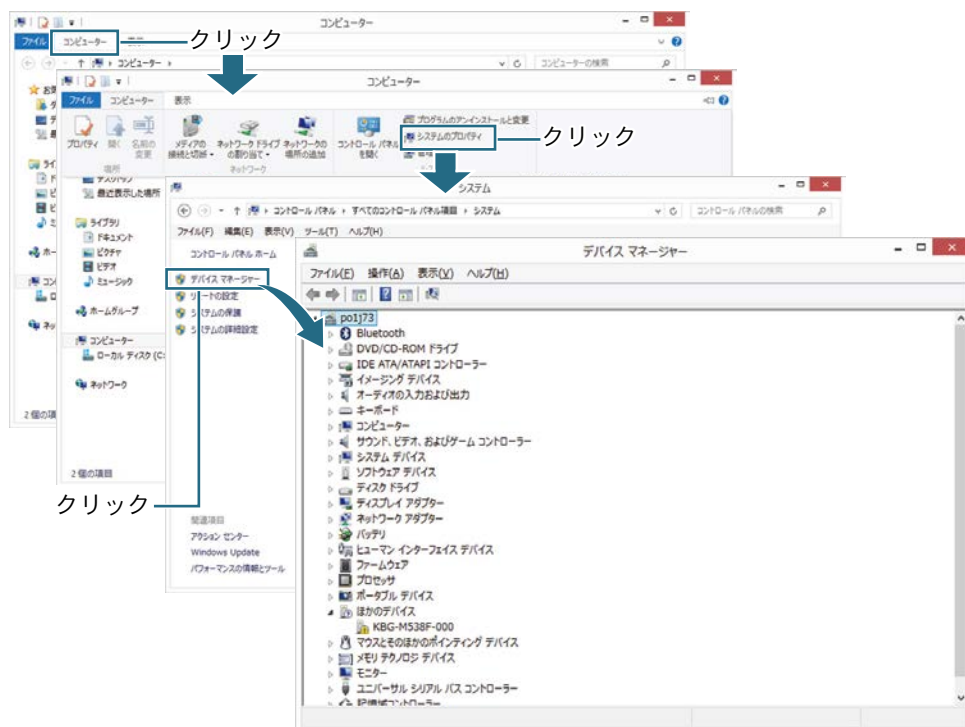 コンピューター
ファイル コンピューター
クリック
コンピューター
コンピューターの検索
コンピューター
ファイル コンピューター 表示
プロパティ 開く 名前の変更
メディアの接続と切断 ネットワーク ドライブの割り当て ネットワークの場所の追加
コントロール パネルを開く
プログラムのアンインストールと変更
システムのプロパティ
クリック
場所
ネットワーク
最近表示した場所
ライブラリ
ドキュメント
ピクチャ
ビデオ
ミュージック
ホームグループ
コンピューター
ローカル ディスク (C:
ネットワーク
2 個の項
2 個の項目
システム
コントロール パネル すべてのコントロール パネル項目 システム
コントロール パネルの検索
ファイル(F) 編集(E) 表示(V) ツール(T) ヘルプ(H)
コントロール パネル ホーム
デバイス マネージャー
リモートの設定
システムの保護
システムの詳細設定
クリック
関連項目
アクション センター
Windows Update
パフォーマンスの情報とツール
デバイス マネージャー
ファイル(F) 操作(A) 表示(V) ヘルプ(H)
po1j73
Bluetooth
DVD/CD-ROM ドライブ
IDE ATA/ATAPI コントローラー
イメージング デバイス
オーディオの入力および出力
キーボード
コンピューター
サウンド、ビデオ、およびゲーム コントローラー
システム デバイス
ソフトウェア デバイス
ディスク ドライブ
ディスプレイ アダプター
ネットワーク アダプター
バッテリ
ヒューマン インターフェイス デバイス
ファームウェア
プロセッサ
ポータブル デバイス
ほかのデバイス
KBG-M538F-000
マウスとそのほかのポインティング デバイス
メモリ テクノロジ デバイス
モニター
ユニバーサル シリアル バス コントローラー
記憶域コントローラー